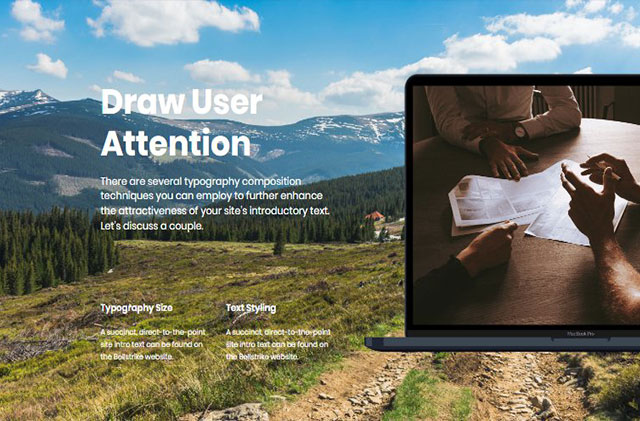 Draw User
Attention
There are several typography composition
techniques you can employ to further enhance
the attractiveness of your site's introductory text.
Let's discuss a couple.
Typography Size
Text Styling
A succinct, direct-to-the-point
site intro text can be found on
the Bellstrike website.
A succinct, direct-to-the-point
site intro text can be found on
the Bellstrike website.
MacBook Pro